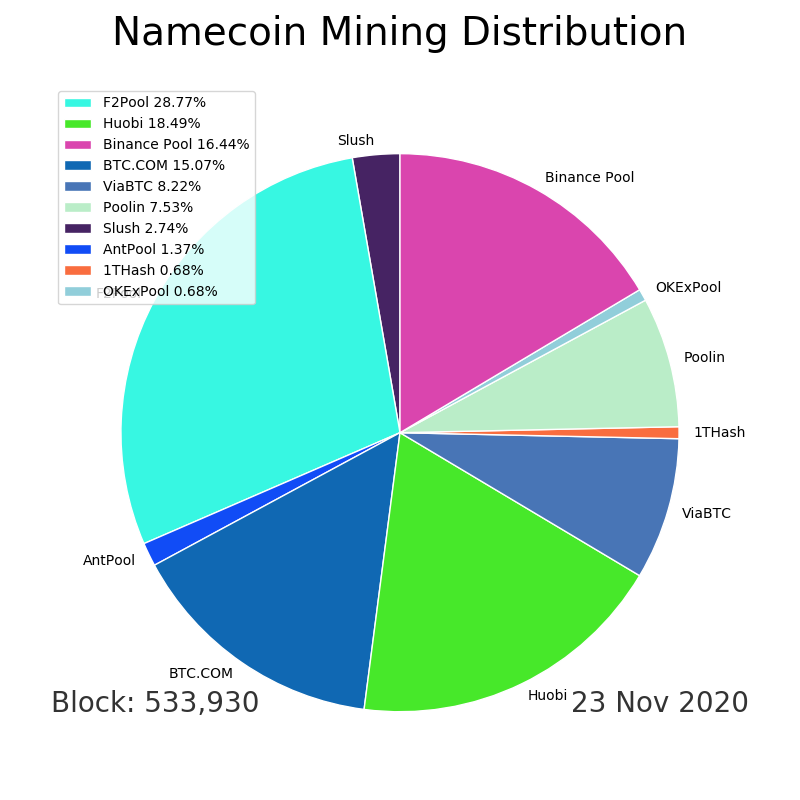 Namecoin Mining Distribution
F2Pool 28.77%
Huobi 18.49%
Binance Pool 16.44%
BTC.COM 15.07%
ViaBTC 8.22%
Poolin 7.53%
Slush 2.74%
AntPool 1.37%
1THash 0.68%
OKExPool 0.68%
Slush
Binance Pool
OKExPool
Poolin
1THash
ViaBTC
Huobi
BTC.COM
AntPool
F2Pool
Block: 533,930
23 Nov 2020